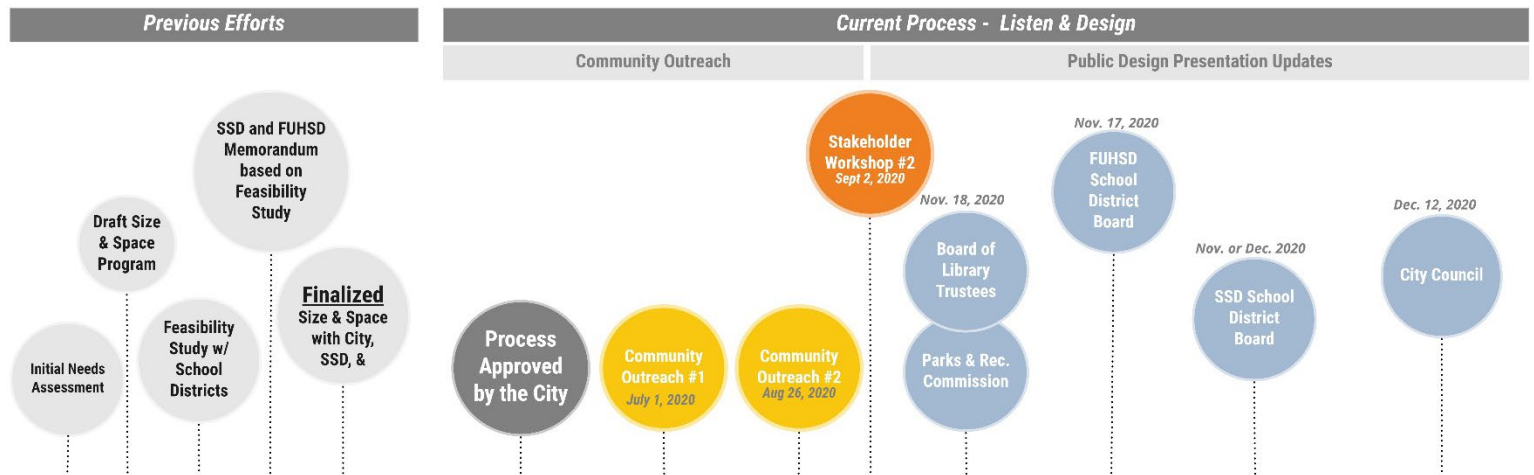 Previous Efforts
Current Process - Listen & Design
Community Outreach
Public Design Presentation Updates
Initial Needs
Assessment
Draft Size
& Space
Program
Feasibility
Study w/
School
Districts
SSD and FUHSD
Memorandum
based on
Feasibility
Study
Finalized
Size & Space
with City,
SSD, &
Process
Approved
by the City
Community
Outreach #1
July 1, 2020
Community
Outreach #2
Aug 26, 2020
Stakeholder
Workshop #2
Sept 2, 2020
Nov. 18, 2020
Board of
Library
Trustees
Parks & Rec.
Commission
Nov. 17, 2020
FUHSD
School
District
Board
Nov. or Dec. 2020
SSD School
District
Board
Dec. 12, 2020
City Council